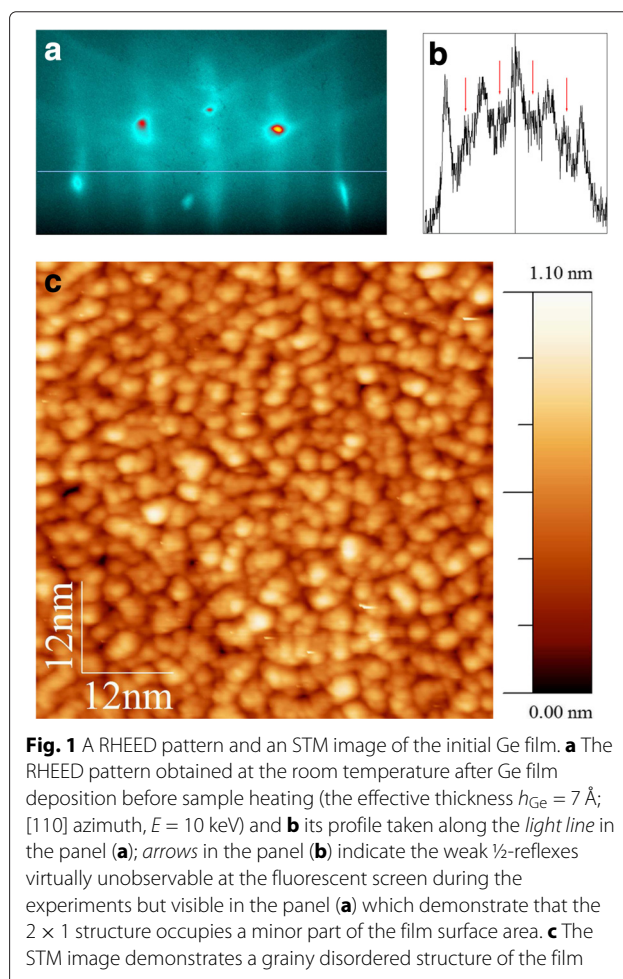 a
b
c
1.10 nm
12nm
12nm
0.00 nm
Fig. 1 A RHEED pattern and an STM image of the initial Ge film. a The
RHEED pattern obtained at the room temperature after Ge film
deposition before sample heating (the effective thickness hGe = 7 Å;
[110] azimuth, E = 10 keV) and b its profile taken along the light line in
the panel (a); arrows in the panel (b) indicate the weak ½-reflexes
virtually unobservable at the fluorescent screen during the
experiments but visible in the panel (a) which demonstrate that the
2 × 1 structure occupies a minor part of the film surface area. c The
STM image demonstrates a grainy disordered structure of the film